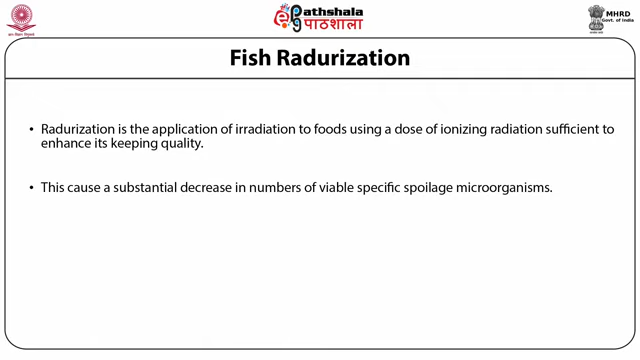 Pathshala
पाठशाला
MHRD
Govt. of India
Fish Radurization
• Radurization is the application of irradiation to foods using a dose of ionizing radiation sufficient to
enhance its keeping quality.
• This cause a substantial decrease in numbers of viable specific spoilage microorganisms.